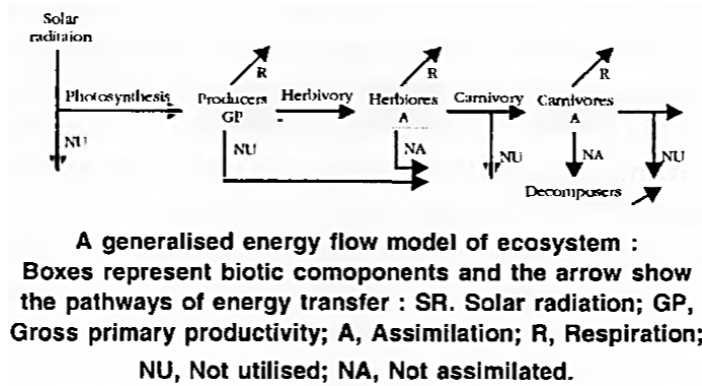 Solar
raditaion
R
R
R
Photosynthesis
Producers
Herbivory
Herbiores
Carnivory
Carnivores
GP
A
A
NU
NU
NA
NU
NA
NU
Decomposers
A generalised energy flow model of ecosystem :
Boxes represent biotic comoponents and the arrow show
the pathways of energy transfer : SR. Solar radiation; GP,
Gross primary productivity; A, Assimilation; R, Respiration;
NU, Not utilised; NA, Not assimilated.